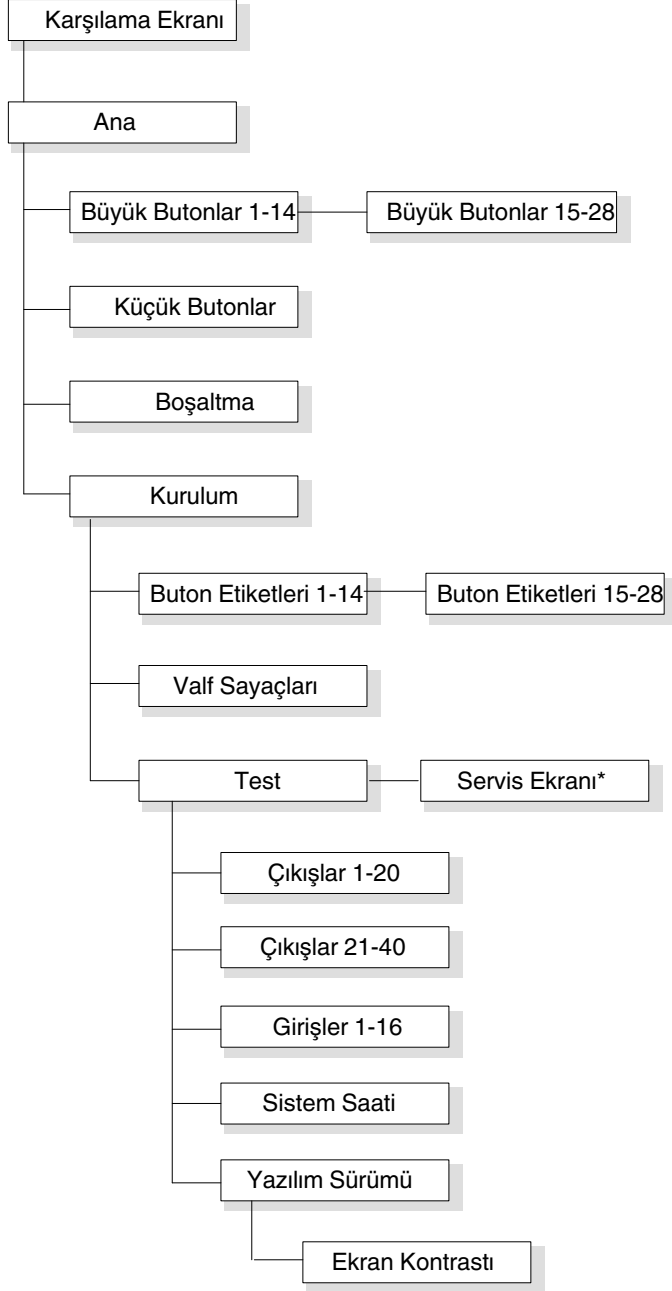 Karşılama Ekranı
Ana
Büyük Butonlar 1-14
Büyük Butonlar 15-28
Küçük Butonlar
Boşaltma
Kurulum
Buton Etiketleri 1-14
Buton Etiketleri 15-28
Valf Sayaçları
Test
Servis Ekranı*
Çıkışlar 1-20
Çıkışlar 21-40
Girişler 1-16
Sistem Saati
Yazılım Sürümü
Ekran Kontrastı